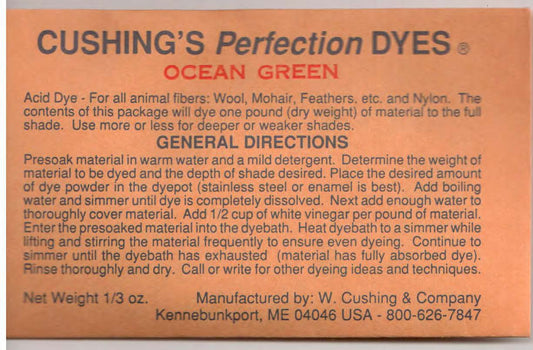 CUSHING'S Perfection DYES ®
OCEAN GREEN
Acid Dye - For all animal fibers: Wool, Mohair, Feathers, etc. and Nylon. The
contents of this package will dye one pound (dry weight) of material to the full
shade. Use more or less for deeper or weaker shades.
GENERAL DIRECTIONS
Presoak material in warm water and a mild detergent. Determine the weight of
material to be dyed and the depth of shade desired. Place the desired amount
of dye powder in the dyepot (stainless steel or enamel is best). Add boiling
water and simmer until dye is completely dissolved. Next add enough water to
thoroughly cover material. Add 1/2 cup of white vinegar per pound of material.
Enter the presoaked material into the dyebath. Heat dyebath to a simmer while
lifting and stirring the material frequently to ensure even dyeing. Continue to
simmer until the dyebath has exhausted (material has fully absorbed dye).
Rinse thoroughly and dry. Call or write for other dyeing ideas and techniques.
Net Weight 1/3 oz. Manufactured by: W. Cushing & Company
Kennebunkport, ME 04046 USA - 800-626-7847